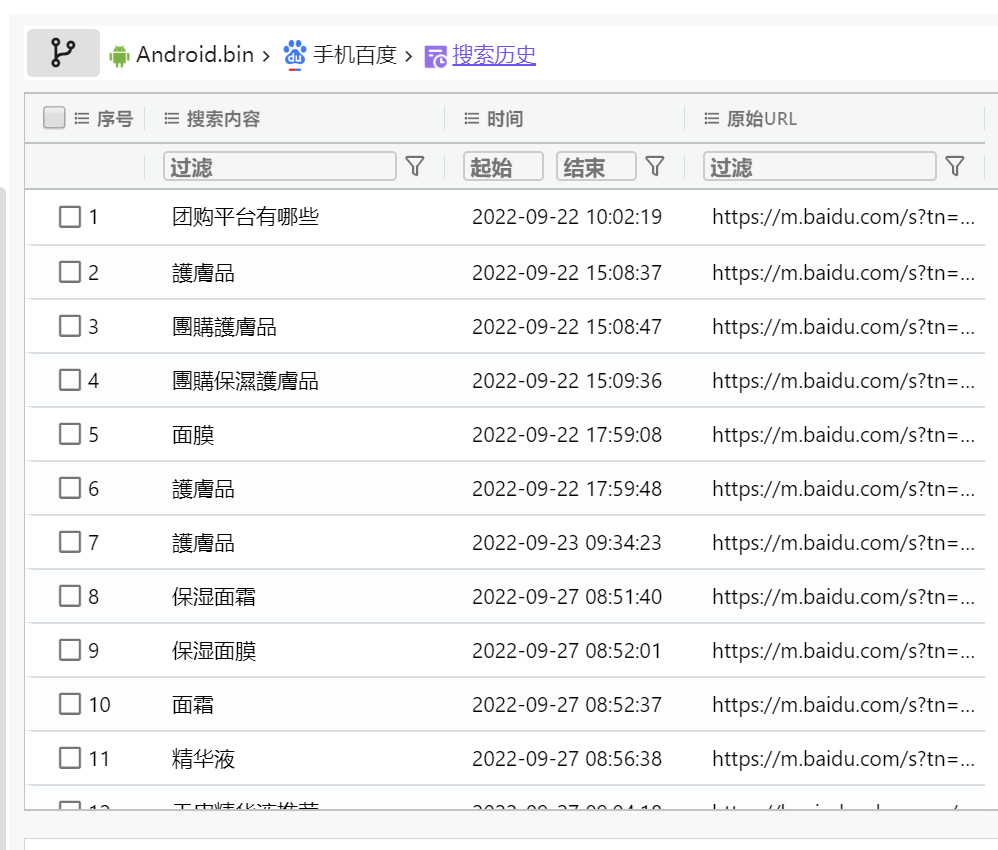 Android.bin › 手机百度 › 搜索历史
序号 搜索内容 时间 原始URL
过滤 起始 结束 过滤
1 团购平台有哪些 2022-09-22 10:02:19 https://m.baidu.com/s?tn=...
2 護膚品 2022-09-22 15:08:37 https://m.baidu.com/s?tn=...
3 團購護膚品 2022-09-22 15:08:47 https://m.baidu.com/s?tn=...
4 團購保濕護膚品 2022-09-22 15:09:36 https://m.baidu.com/s?tn=...
5 面膜 2022-09-22 17:59:08 https://m.baidu.com/s?tn=...
6 護膚品 2022-09-22 17:59:48 https://m.baidu.com/s?tn=...
7 護膚品 2022-09-23 09:34:23 https://m.baidu.com/s?tn=...
8 保湿面霜 2022-09-27 08:51:40 https://m.baidu.com/s?tn=...
9 保湿面膜 2022-09-27 08:52:01 https://m.baidu.com/s?tn=...
10 面霜 2022-09-27 08:52:37 https://m.baidu.com/s?tn=...
11 精华液 2022-09-27 08:56:38 https://m.baidu.com/s?tn=...